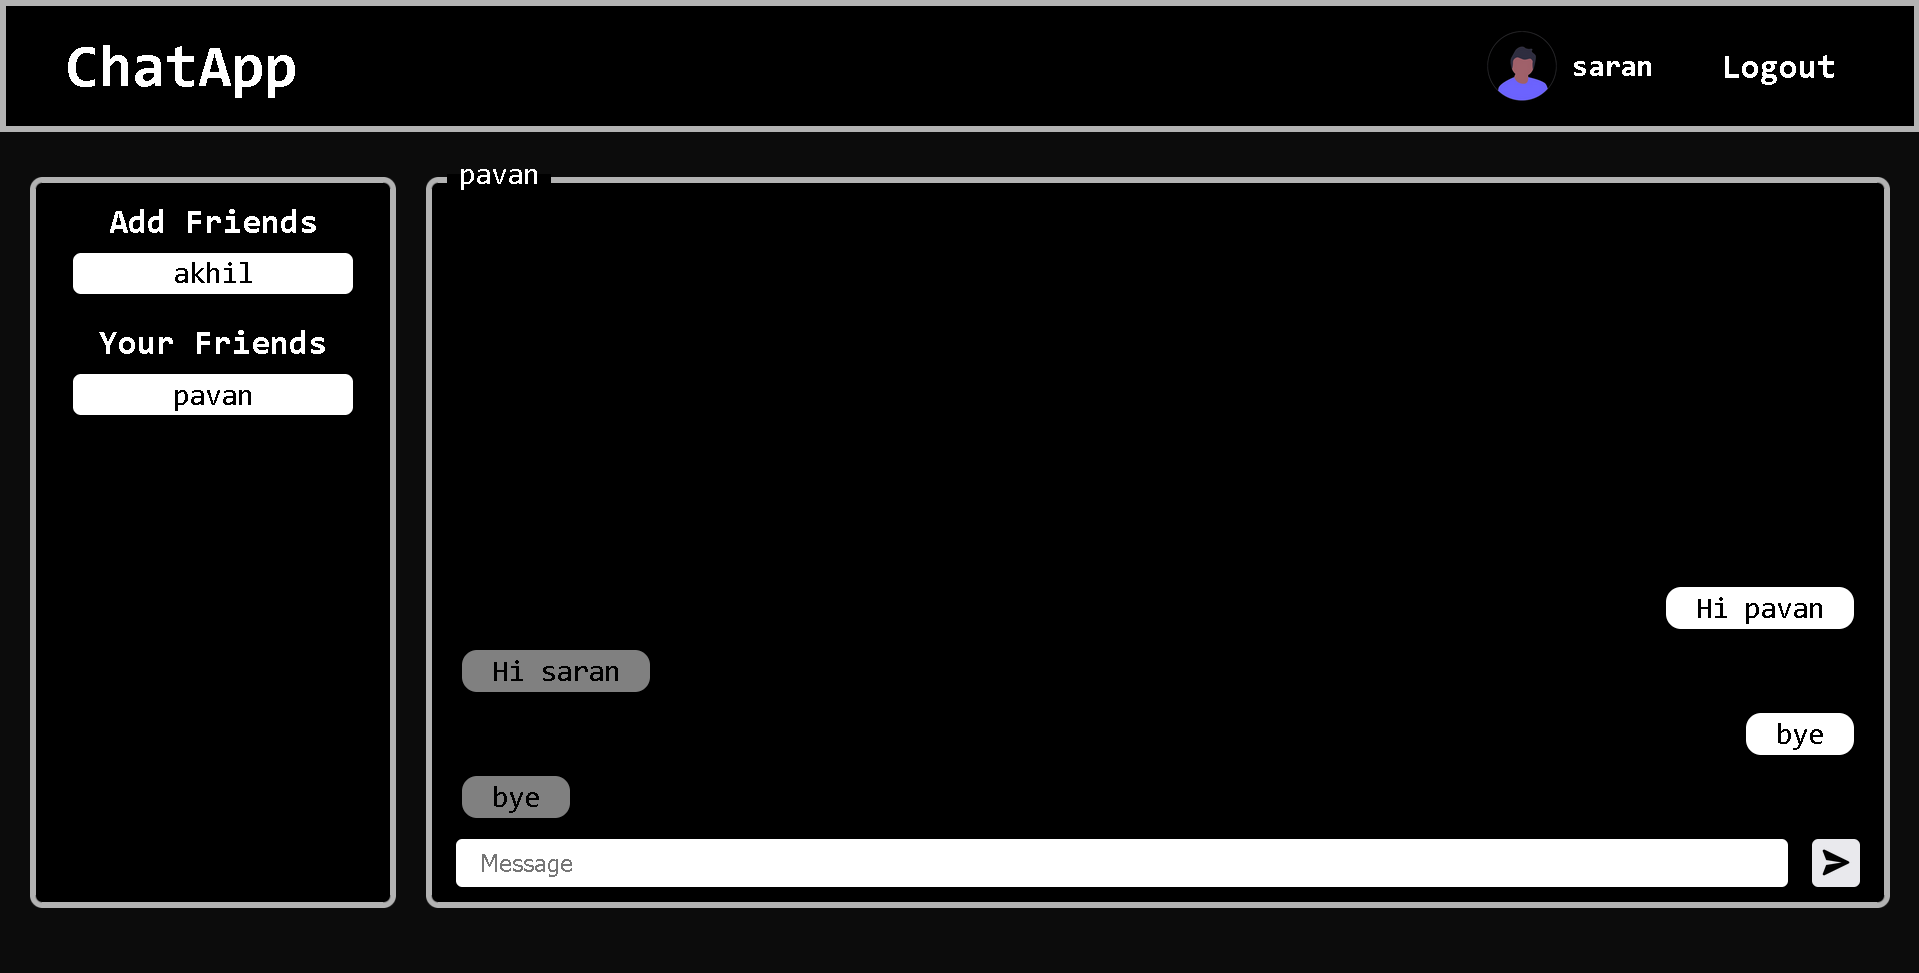 ChatApp
saran
Logout
Add Friends
akhil
Your Friends
pavan
pavan
Hi pavan
Hi saran
bye
bye
Message